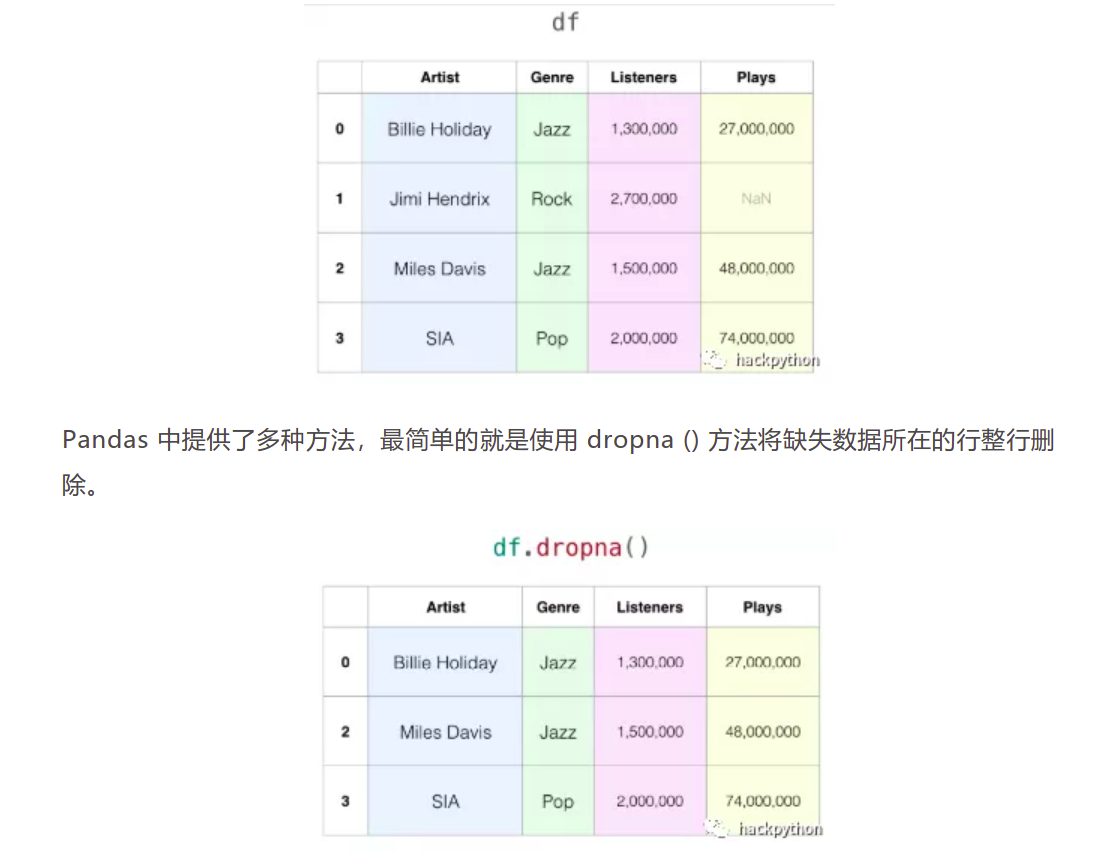 df
Artist Genre Listeners Plays
0 Billie Holiday Jazz 1,300,000 27,000,000
1 Jimi Hendrix Rock 2,700,000 NaN
2 Miles Davis Jazz 1,500,000 48,000,000
3 SIA Pop 2,000,000 74,000,000
hackpython
Pandas 中提供了多种方法，最简单的就是使用 dropna () 方法将缺失数据所在的行整行删
除。
df.dropna()
Artist Genre Listeners Plays
0 Billie Holiday Jazz 1,300,000 27,000,000
2 Miles Davis Jazz 1,500,000 48,000,000
3 SIA Pop 2,000,000 74,000,000
hackpython